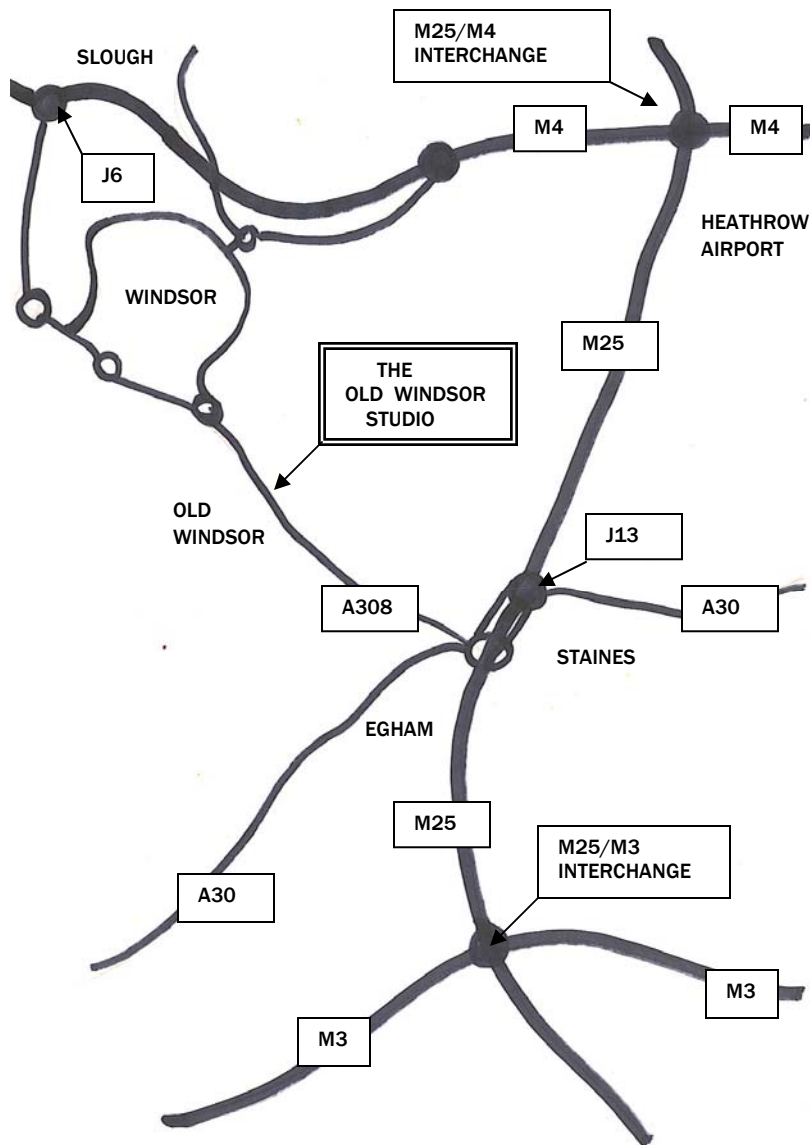 SLOUGH
M25/M4
INTERCHANGE
M4
M4
J6
HEATHROW
AIRPORT
WINDSOR
M25
THE
OLD WINDSOR
STUDIO
OLD
WINDSOR
J13
A308
A30
STAINES
EGHAM
M25
M25/M3
INTERCHANGE
A30
M3
M3